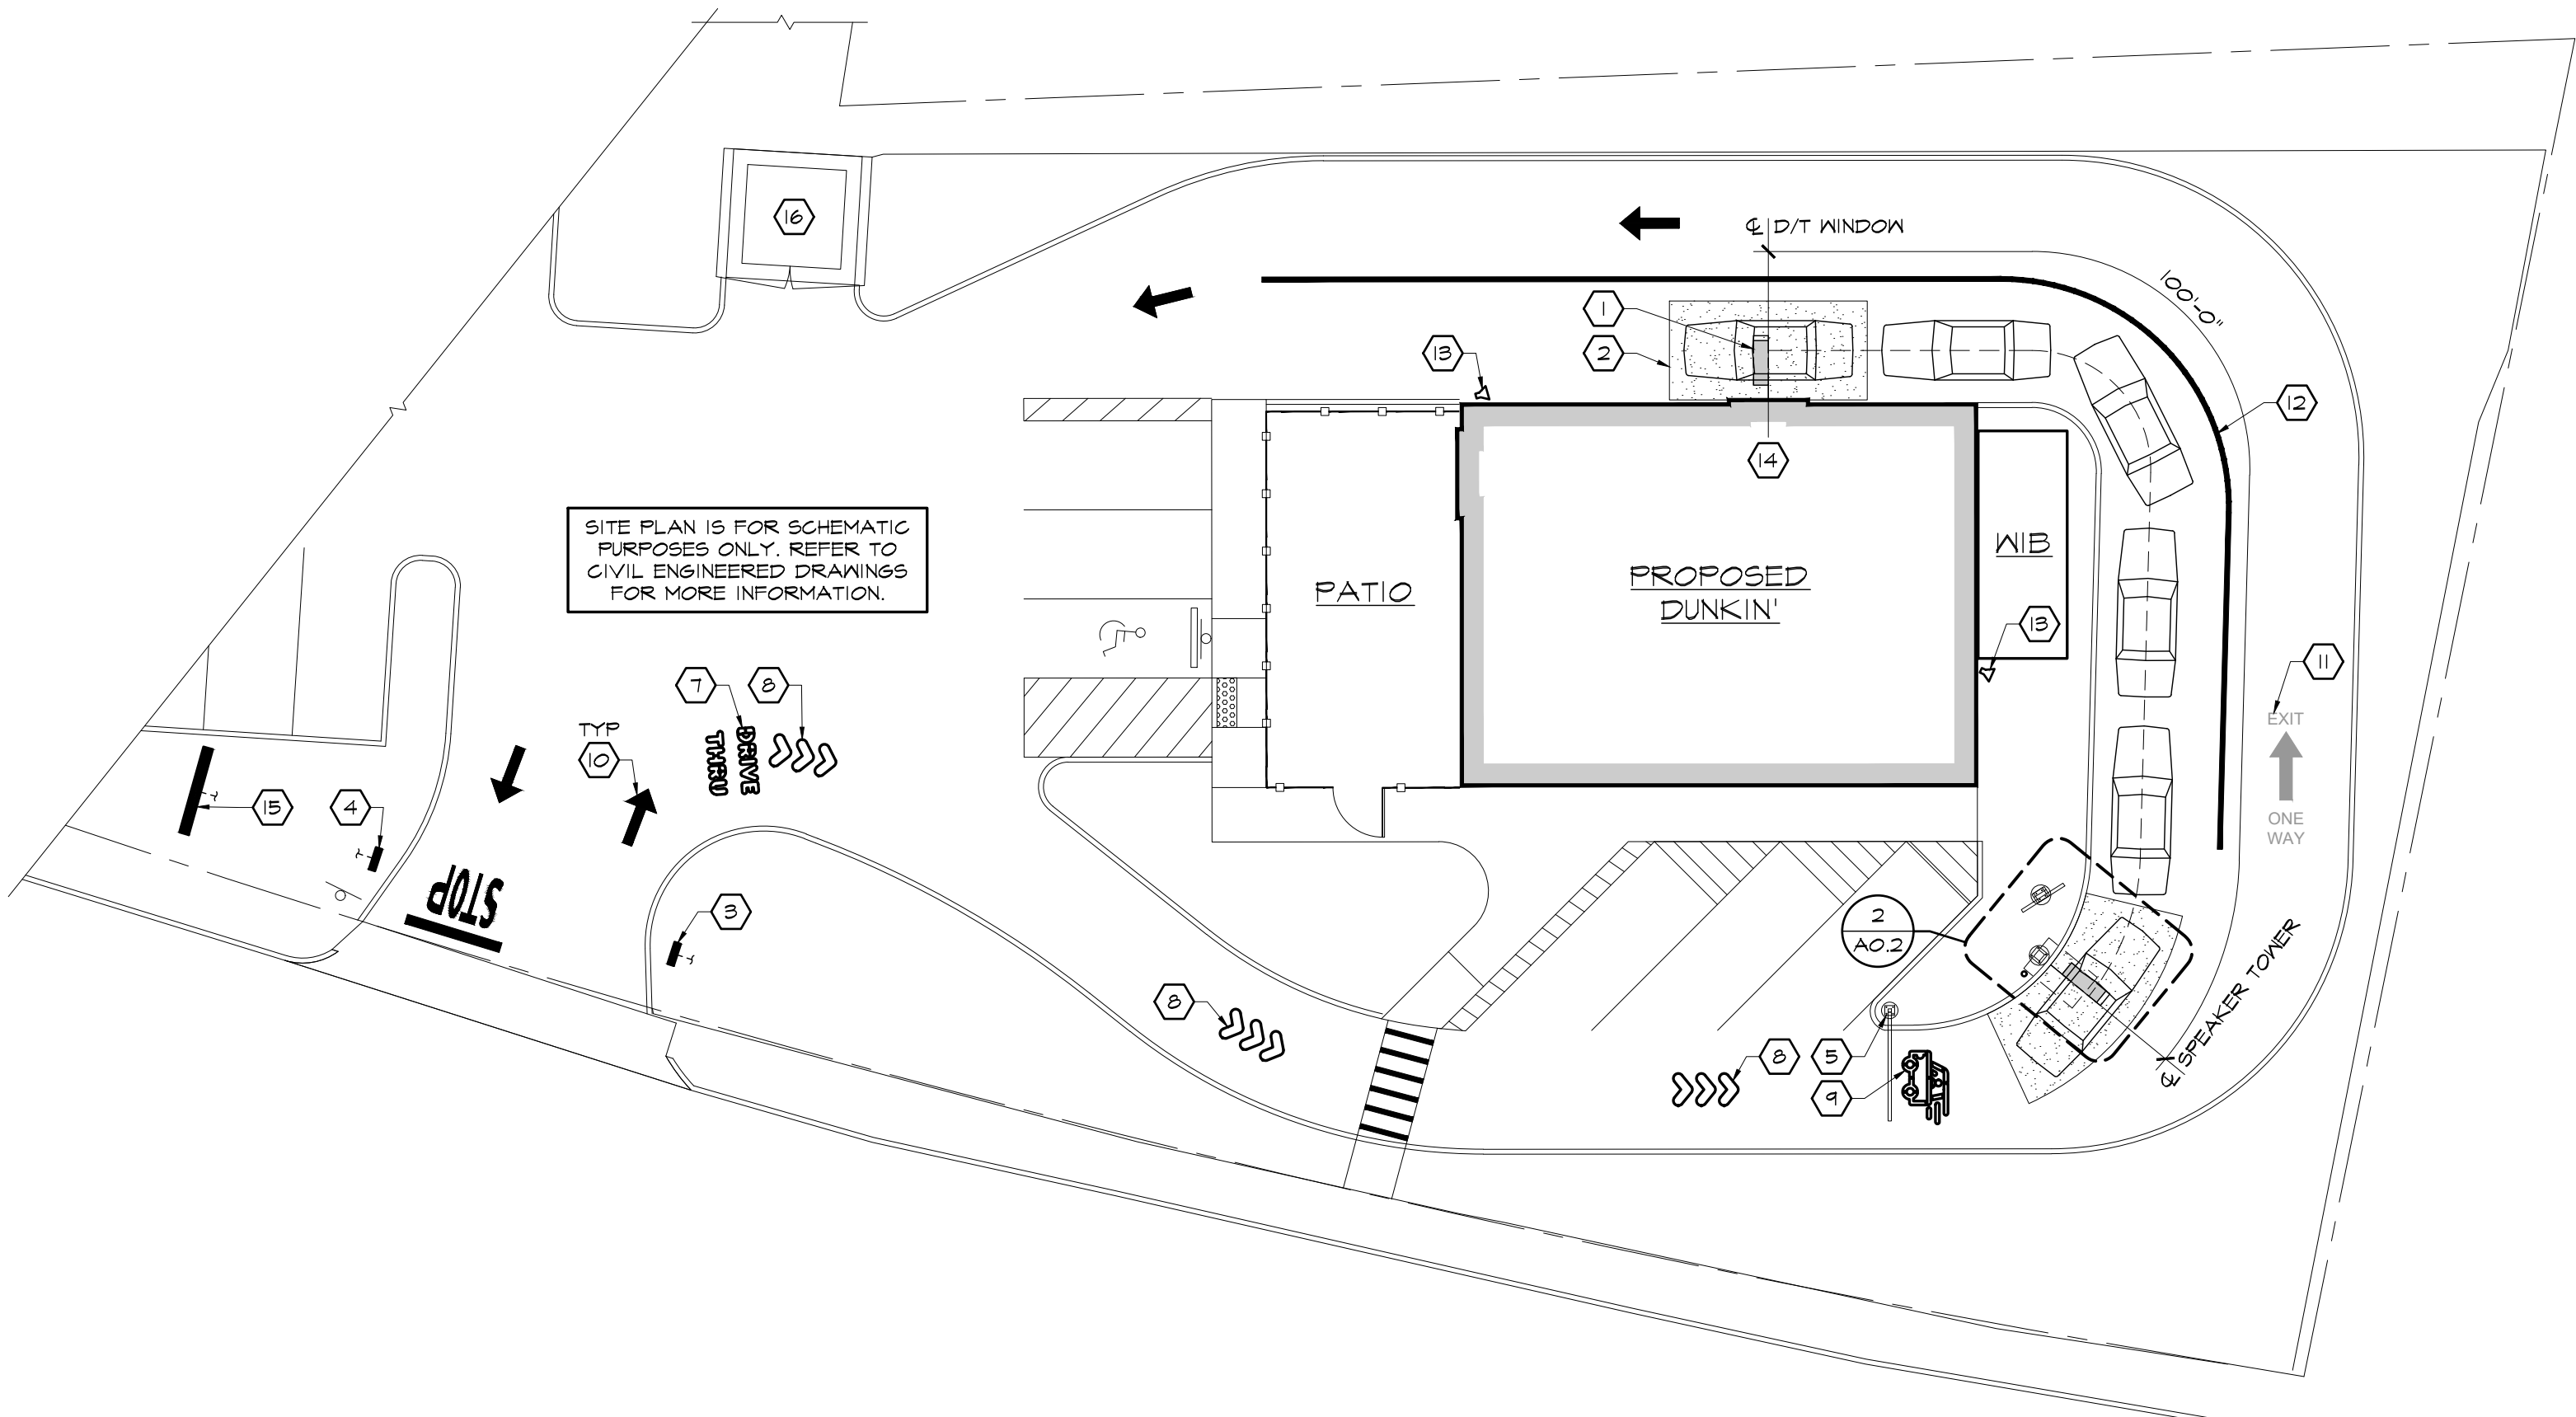 16
℄ D/T WINDOW
100'-0"
1
2
13
12
14
SITE PLAN IS FOR SCHEMATIC
PURPOSES ONLY. REFER TO
CIVIL ENGINEERED DRAWINGS
FOR MORE INFORMATION.
PATIO
PROPOSED
DUNKIN'
WIB
13
11
EXIT
ONE
WAY
7
8
TYP
10
DRIVE
THRU
15
4
STOP
3
2
A0.2
8
8
5
9
℄ SPEAKER TOWER